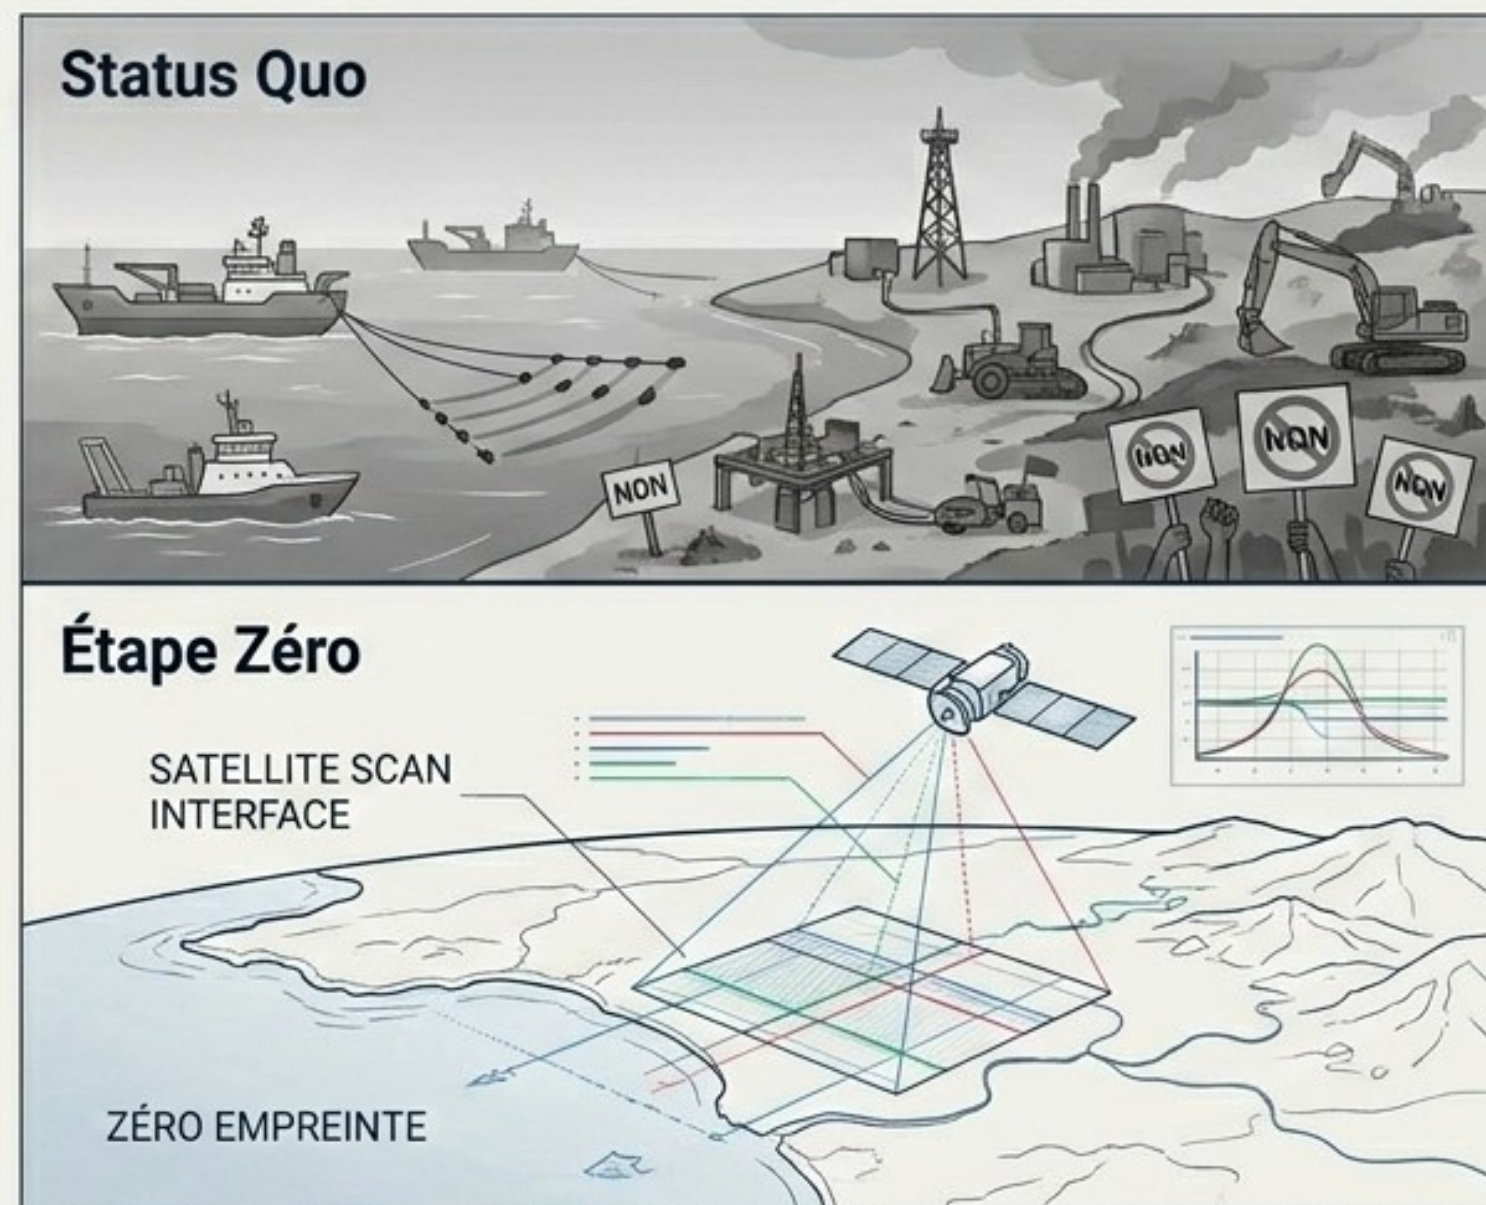 Status Quo
NON
NON
NON
NON
Étape Zéro
SATELLITE SCAN
INTERFACE
ZÉRO EMPREINTE